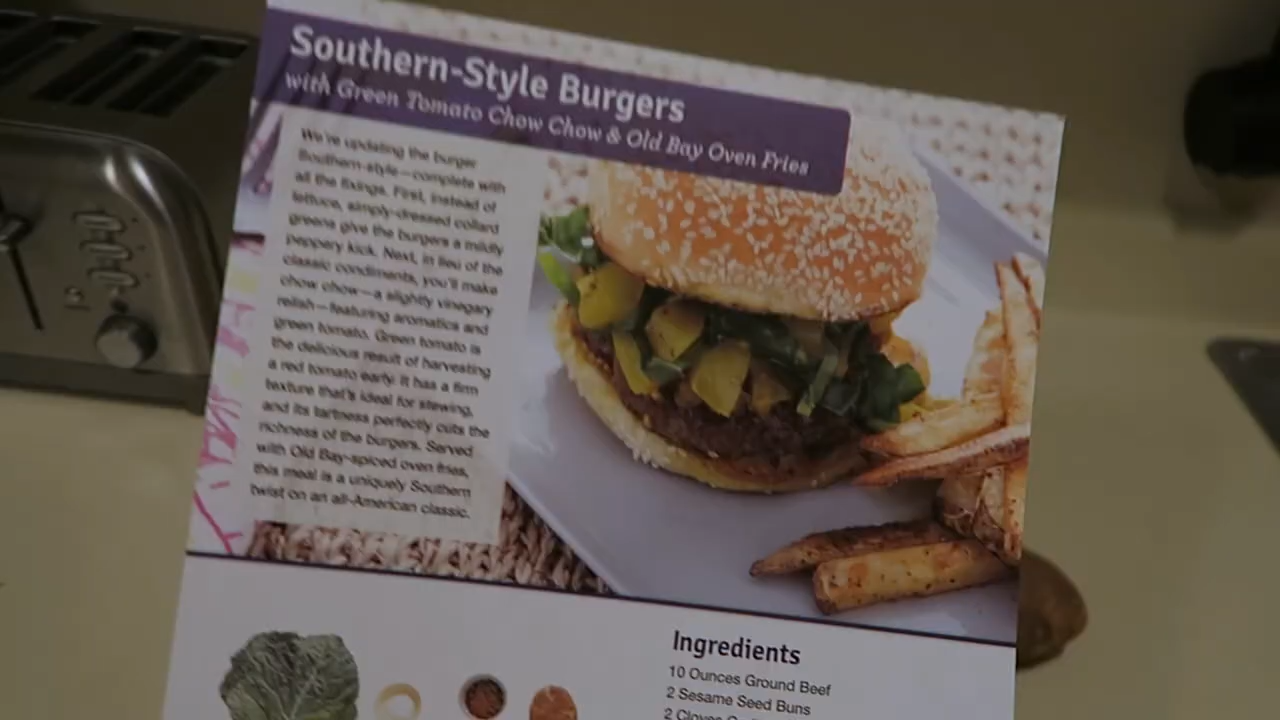 Southern-Style Burgers
with Green Tomato Chow Chow & Old Bay Oven Fries
We're updating the burger
Southern-style—complete with
all the fixings. First, instead of
lettuce, simply-dressed collard
greens give the burgers a mildly
peppery kick. Next, in lieu of the
classic condiments, you'll make
chow chow—a slightly vinegary
relish—featuring aromatics and
green tomato. Green tomato is
the delicious result of harvesting
a red tomato early. It has a firm
texture that's ideal for stewing,
and its tartness perfectly cuts the
richness of the burgers. Served
with Old Bay-spiced oven fries,
this meal is a uniquely Southern
twist on an all-American classic.
Ingredients
10 Ounces Ground Beef
2 Sesame Seed Buns
2 Cloves